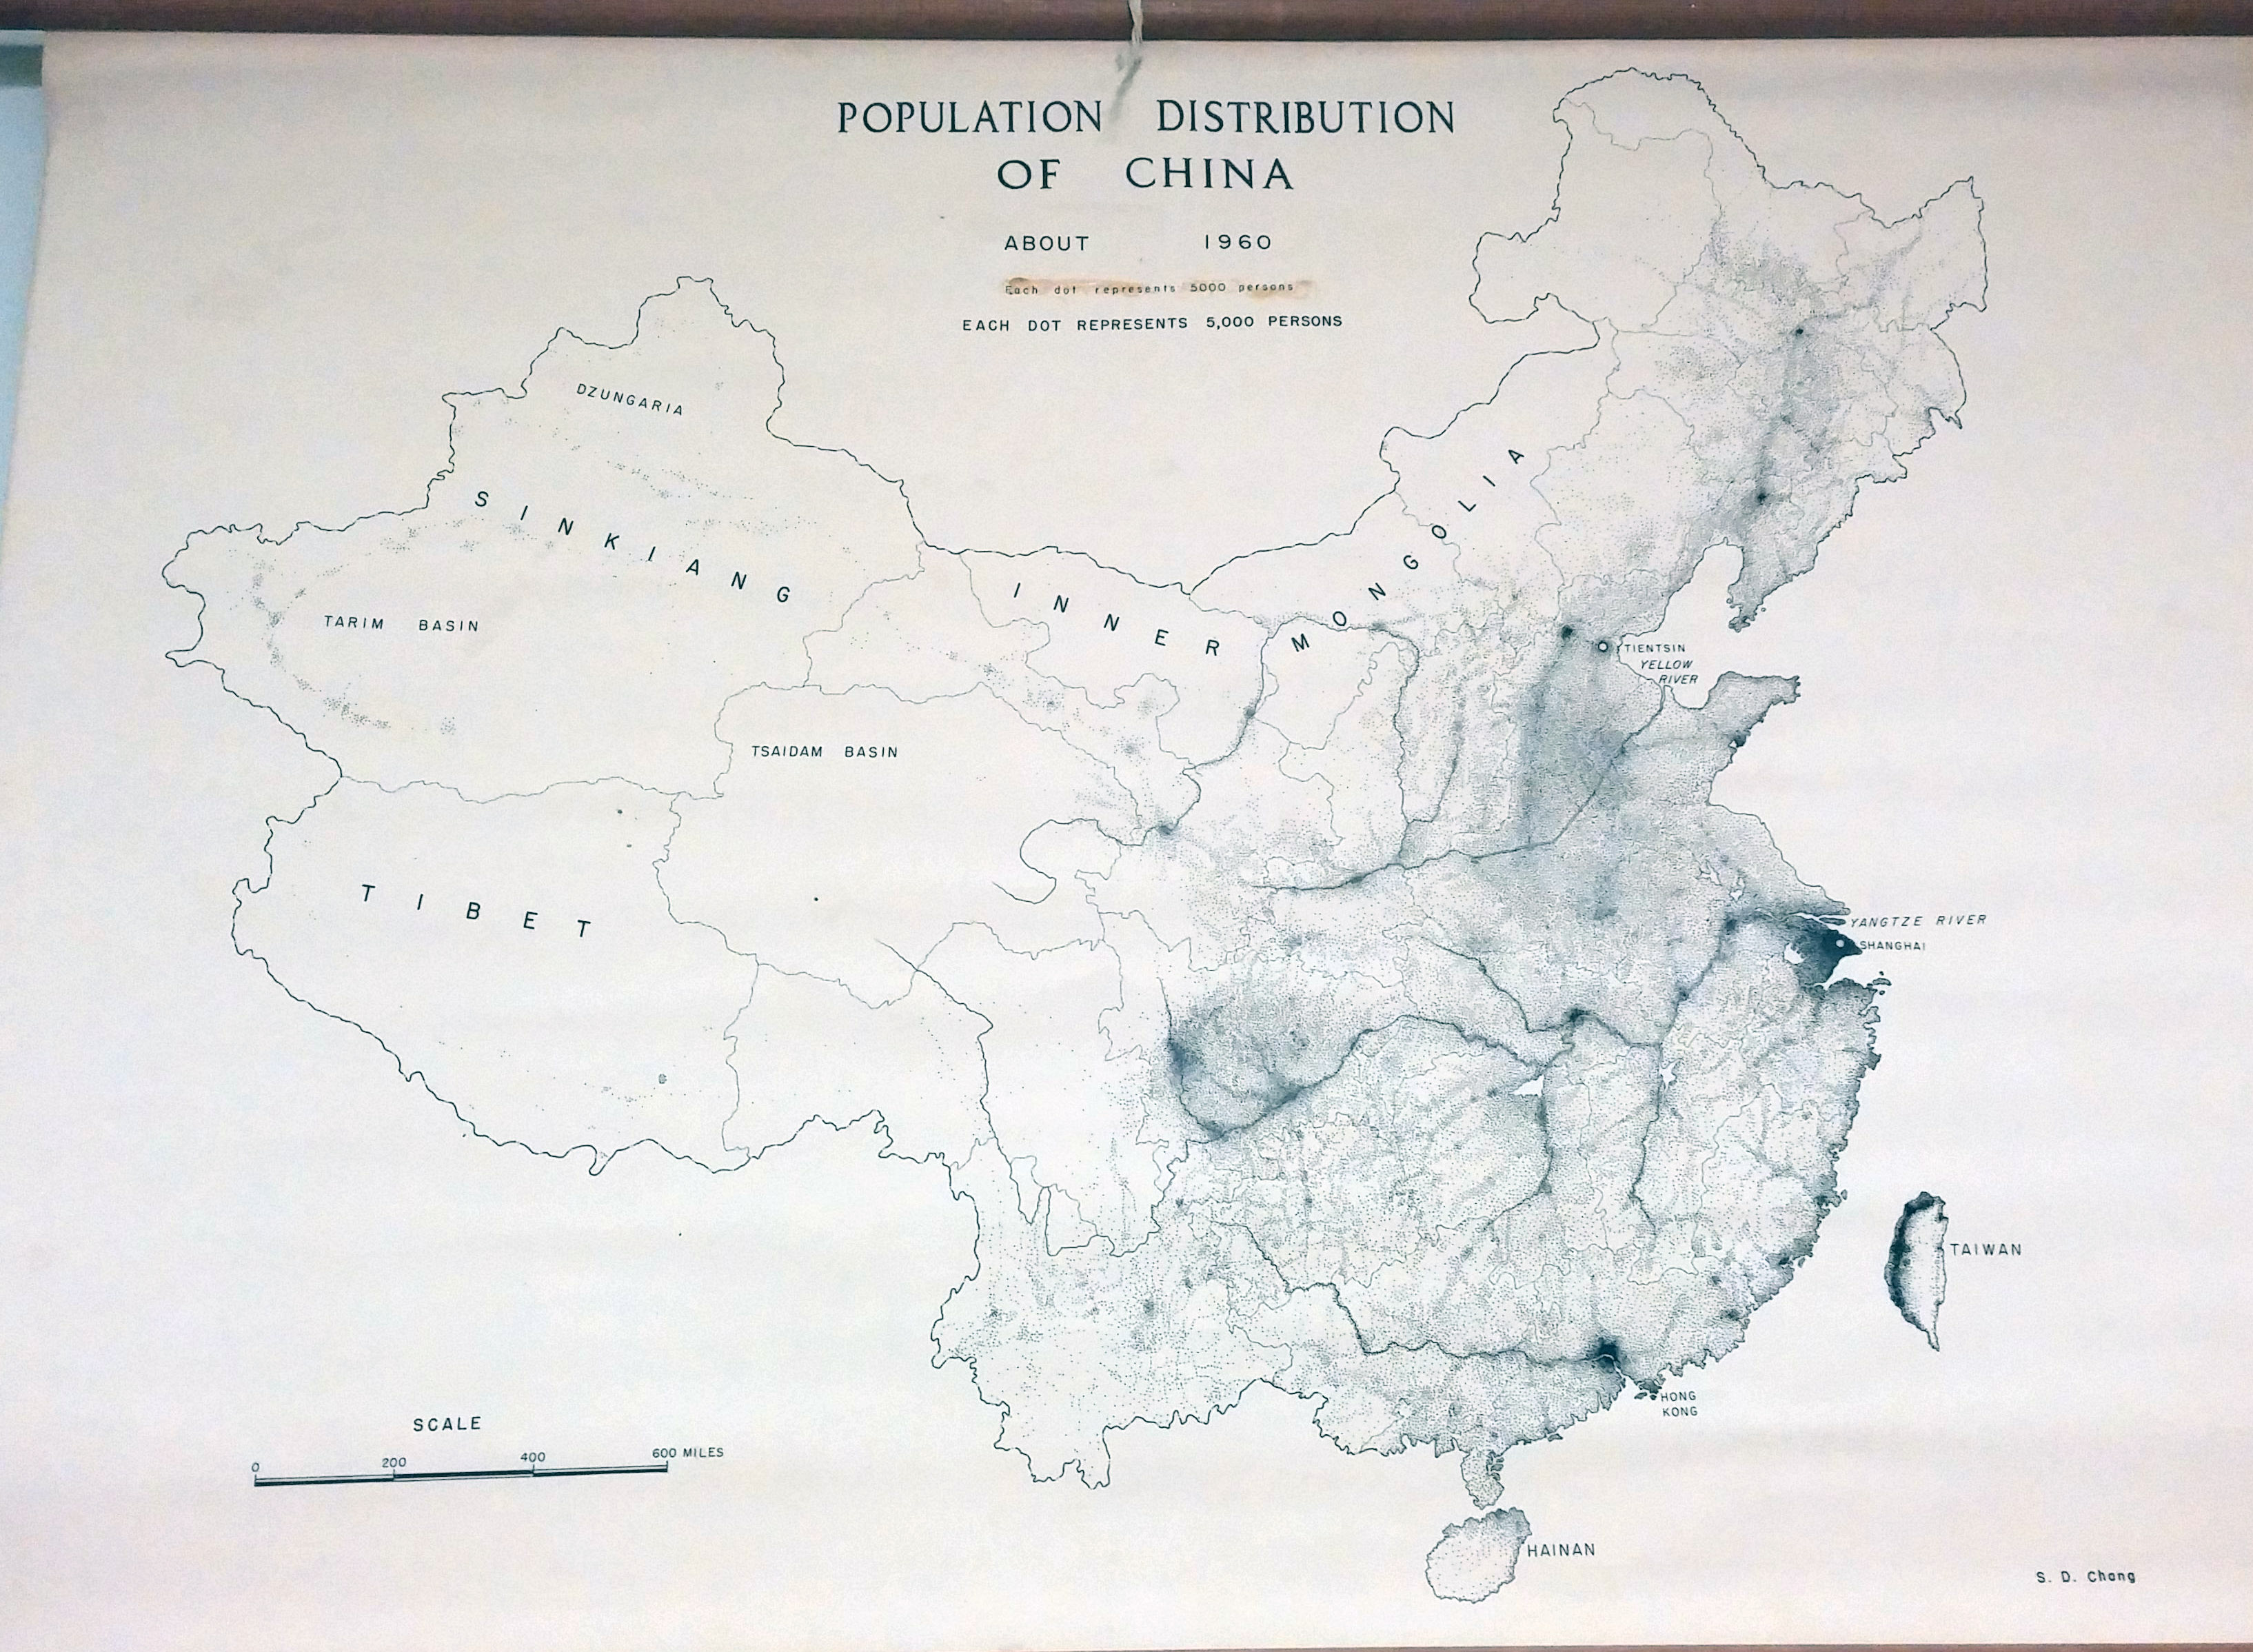 POPULATION DISTRIBUTION
OF CHINA
ABOUT 1960
Each dot represents 5000 persons
EACH DOT REPRESENTS 5,000 PERSONS
DZUNGARIA
SINKIANG
TARIM BASIN
INNER MONGOLIA
TIENTSIN
YELLOW
RIVER
TSAIDAM BASIN
TIBET
YANGTZE RIVER
SHANGHAI
TAIWAN
HONG
KONG
HAINAN
SCALE
0 200 400 600 MILES
S. D. Chang